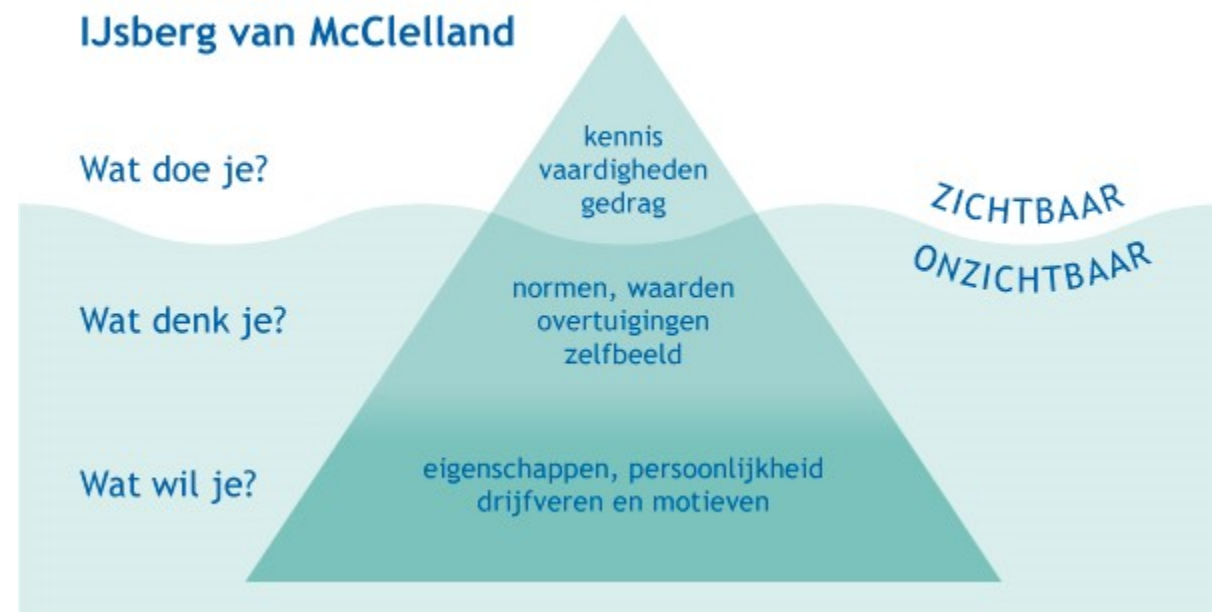 IJsberg van McClelland
Wat doe je?
kennis
vaardigheden
gedrag
ZICHTBAAR
ONZICHTBAAR
Wat denk je?
normen, waarden
overtuigingen
zelfbeeld
Wat wil je?
eigenschappen, persoonlijkheid
drijfveren en motieven